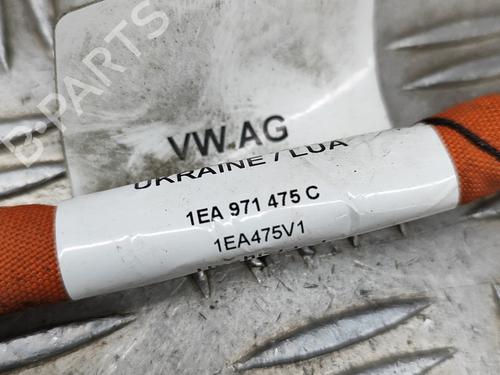 B-PARTS
VW AG
UKRAINE / LUA
1EA 971 475 C
1EA475V1